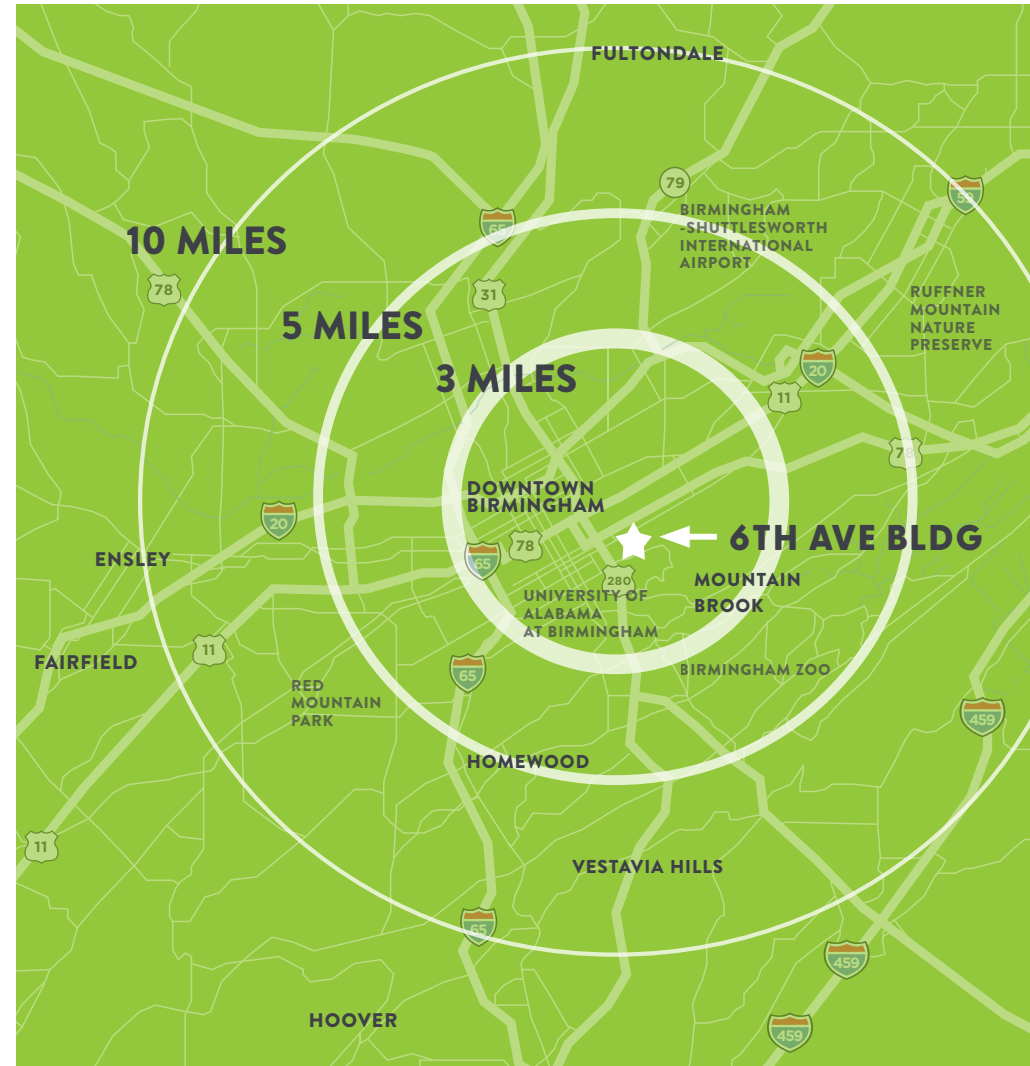 FULTONDALE
79
59
BIRMINGHAM
-SHUTTLESWORTH
INTERNATIONAL
AIRPORT
65
10 MILES
78
31
RUFFNER
MOUNTAIN
NATURE
PRESERVE
5 MILES
3 MILES
20
11
78
DOWNTOWN
BIRMINGHAM
20
6TH AVE BLDG
78
65
ENSLEY
280
MOUNTAIN
BROOK
UNIVERSITY OF
ALABAMA
AT BIRMINGHAM
11
FAIRFIELD
65
BIRMINGHAM ZOO
RED
MOUNTAIN
PARK
459
HOMEWOOD
11
VESTAVIA HILLS
65
459
HOOVER
459